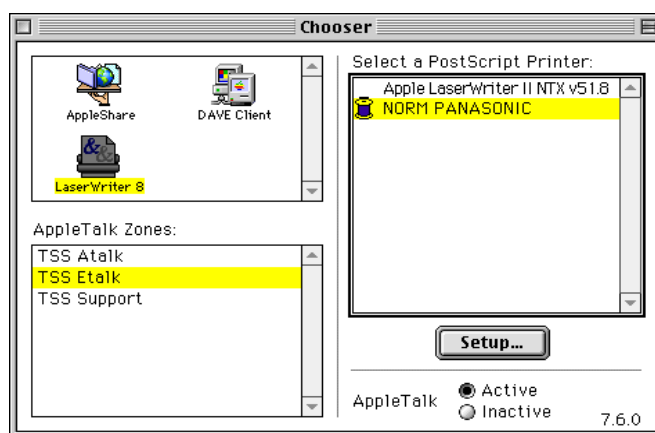 Chooser
AppleShare
DAVE Client
LaserWriter 8
AppleTalk Zones:
TSS Atalk
TSS Etalk
TSS Support
Select a PostScript Printer:
Apple LaserWriter II NTX v51.8
NORM PANASONIC
Setup...
AppleTalk
Active
Inactive
7.6.0